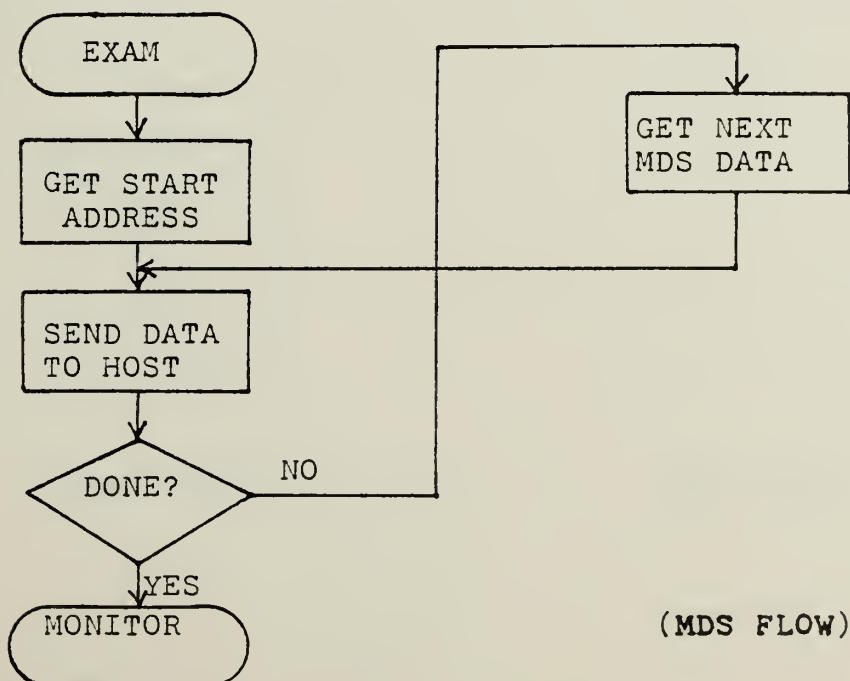 EXAM
GET START
ADDRESS
SEND DATA
TO HOST
DONE?
NO
YES
MONITOR
GET NEXT
MDS DATA
(MDS FLOW)